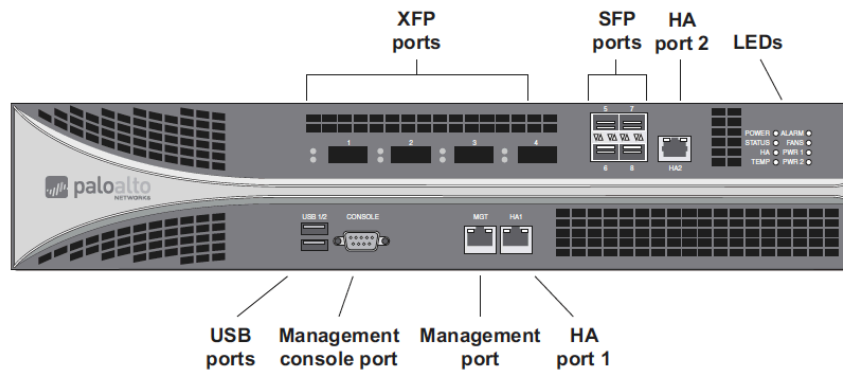 XFP ports
SFP ports
HA port 2
LEDs
5 7
1 2 3 4
6 8
HA2
POWER ALARM
STATUS FANS
HA PWR 1
TEMP PWR 2
paloalto
NETWORKS
USB 1/2
CONSOLE
MGT
HA1
USB ports
Management console port
Management port
HA port 1